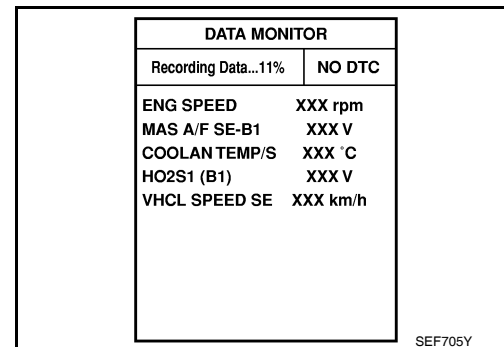 DATA MONITOR
Recording Data...11% NO DTC
ENG SPEED XXX rpm
MAS A/F SE-B1 XXX V
COOLAN TEMP/S XXX °C
HO2S1 (B1) XXX V
VHCL SPEED SE XXX km/h
SEF705Y